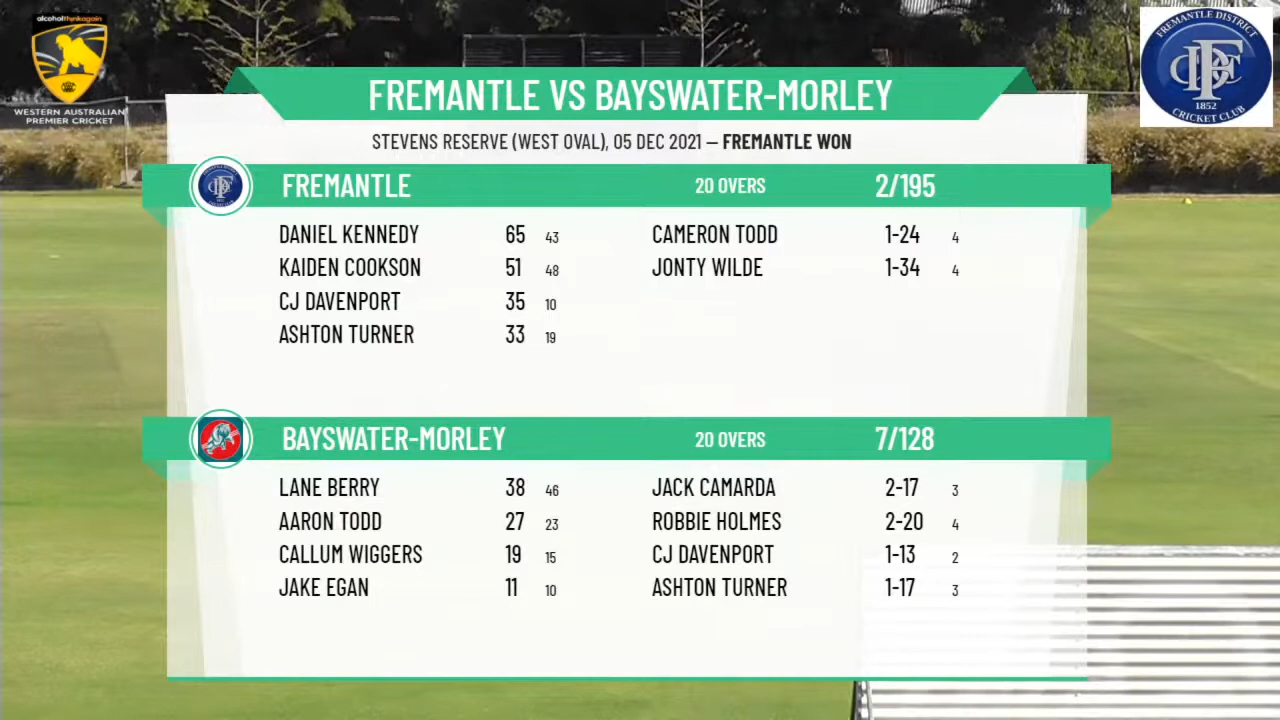 alcoholthinkagain
WESTERN AUSTRALIAN
PREMIER CRICKET
FREMANTLE DISTRICT
FDCC
1852
CRICKET CLUB
FREMANTLE VS BAYSWATER-MORLEY
STEVENS RESERVE (WEST OVAL), 05 DEC 2021 – FREMANTLE WON
FREMANTLE 20 OVERS 2/195
DANIEL KENNEDY 65 43 CAMERON TODD 1-24 4
KAIDEN COOKSON 51 48 JONTY WILDE 1-34 4
CJ DAVENPORT 35 10
ASHTON TURNER 33 19
BAYSWATER-MORLEY 20 OVERS 7/128
LANE BERRY 38 46 JACK CAMARDA 2-17 3
AARON TODD 27 23 ROBBIE HOLMES 2-20 4
CALLUM WIGGERS 19 15 CJ DAVENPORT 1-13 2
JAKE EGAN 11 10 ASHTON TURNER 1-17 3